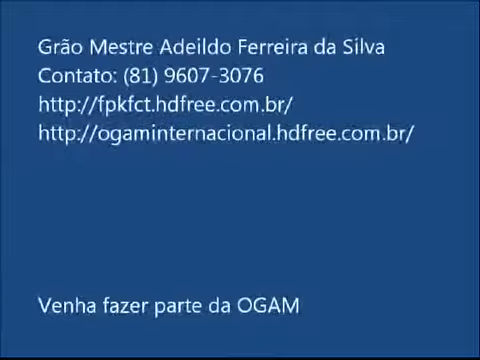 Grão Mestre Adeildo Ferreira da Silva
Contato: (81) 9607-3076
http://fpkfct.hdfree.com.br/
http://ogaminternacional.hdfree.com.br/
Venha fazer parte da OGAM